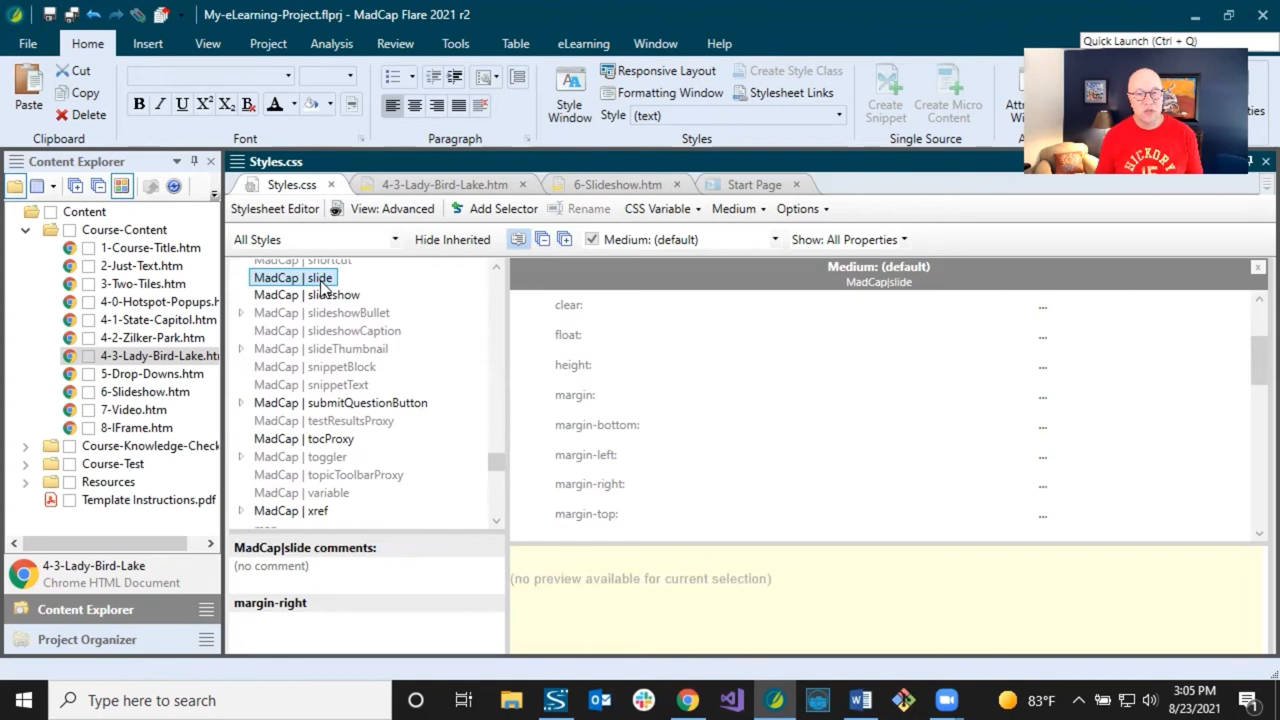 My-eLearning-Project.flprj - MadCap Flare 2021 r2
Quick Launch (Ctrl + Q)
File Home Insert View Project Analysis Review Tools Table eLearning Window Help
Paste
Cut
Copy
Delete
Clipboard
B I U X² X₂ B A
Font
Paragraph
Style Window
Responsive Layout
Formatting Window
Style (text)
Create Style Class
Stylesheet Links
Styles
Create Snippet
Create Micro Content
Single Source
HICKORY
Content Explorer
Styles.css
Styles.css 4-3-Lady-Bird-Lake.htm 6-Slideshow.htm Start Page
Stylesheet Editor View: Advanced Add Selector Rename CSS Variable Medium Options
All Styles Hide Inherited Medium: (default) Show: All Properties
Content
Course-Content
1-Course-Title.htm
2-Just-Text.htm
3-Two-Tiles.htm
4-0-Hotspot-Popups.h
4-1-State-Capitol.htm
4-2-Zilker-Park.htm
4-3-Lady-Bird-Lake.ht
5-Drop-Downs.htm
6-Slideshow.htm
7-Video.htm
8-IFrame.htm
Course-Knowledge-Check
Course-Test
Resources
Template Instructions.pdf
4-3-Lady-Bird-Lake
Chrome HTML Document
Content Explorer
Project Organizer
MadCap | shortcut
MadCap | slide
MadCap | slideshow
MadCap | slideshowBullet
MadCap | slideshowCaption
MadCap | slideThumbnail
MadCap | snippetBlock
MadCap | snippetText
MadCap | submitQuestionButton
MadCap | testResultsProxy
MadCap | tocProxy
MadCap | toggler
MadCap | topicToolbarProxy
MadCap | variable
MadCap | xref
MadCap|slide comments:
(no comment)
margin-right
Medium: (default)
MadCap|slide
clear: ...
float: ...
height: ...
margin: ...
margin-bottom: ...
margin-left: ...
margin-right: ...
margin-top: ...
(no preview available for current selection)
Type here to search
83°F
3:05 PM
8/23/2021
1